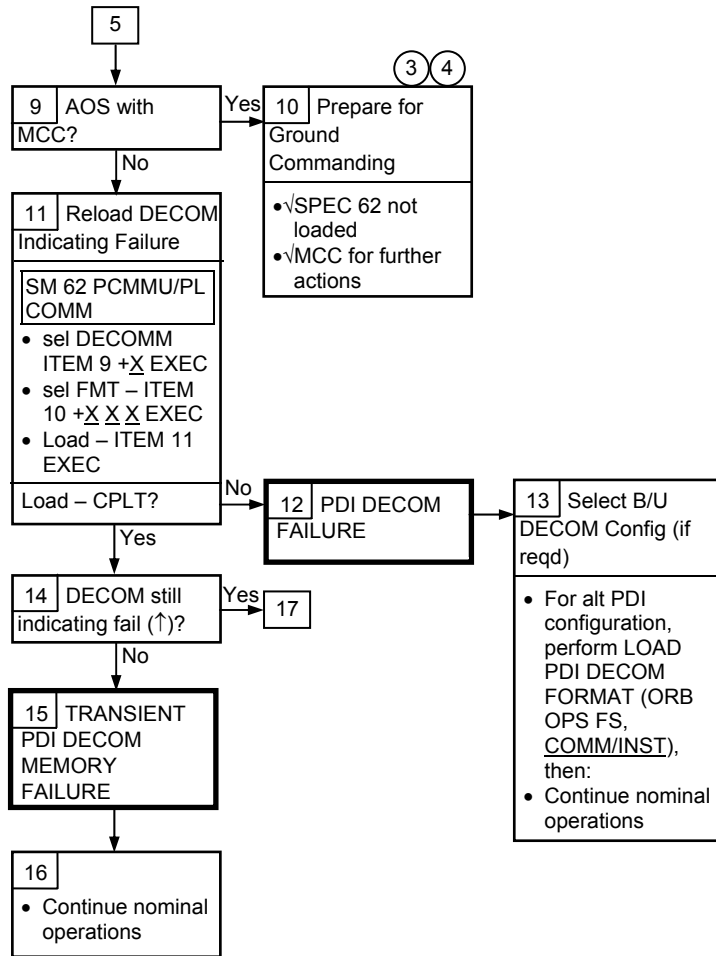 5
3 4
9 AOS with
MCC?
Yes
No
10 Prepare for
Ground
Commanding
•√SPEC 62 not
loaded
•√MCC for further
actions
11 Reload DECOM
Indicating Failure
SM 62 PCMMU/PL
COMM
• sel DECOMM
ITEM 9 +X EXEC
• sel FMT – ITEM
10 +X X X EXEC
• Load – ITEM 11
EXEC
Load – CPLT?
No
Yes
12 PDI DECOM
FAILURE
13 Select B/U
DECOM Config (if
reqd)
• For alt PDI
configuration,
perform LOAD
PDI DECOM
FORMAT (ORB
OPS FS,
COMM/INST),
then:
• Continue nominal
operations
14 DECOM still
indicating fail (↑)?
Yes
17
No
15 TRANSIENT
PDI DECOM
MEMORY
FAILURE
16
• Continue nominal
operations